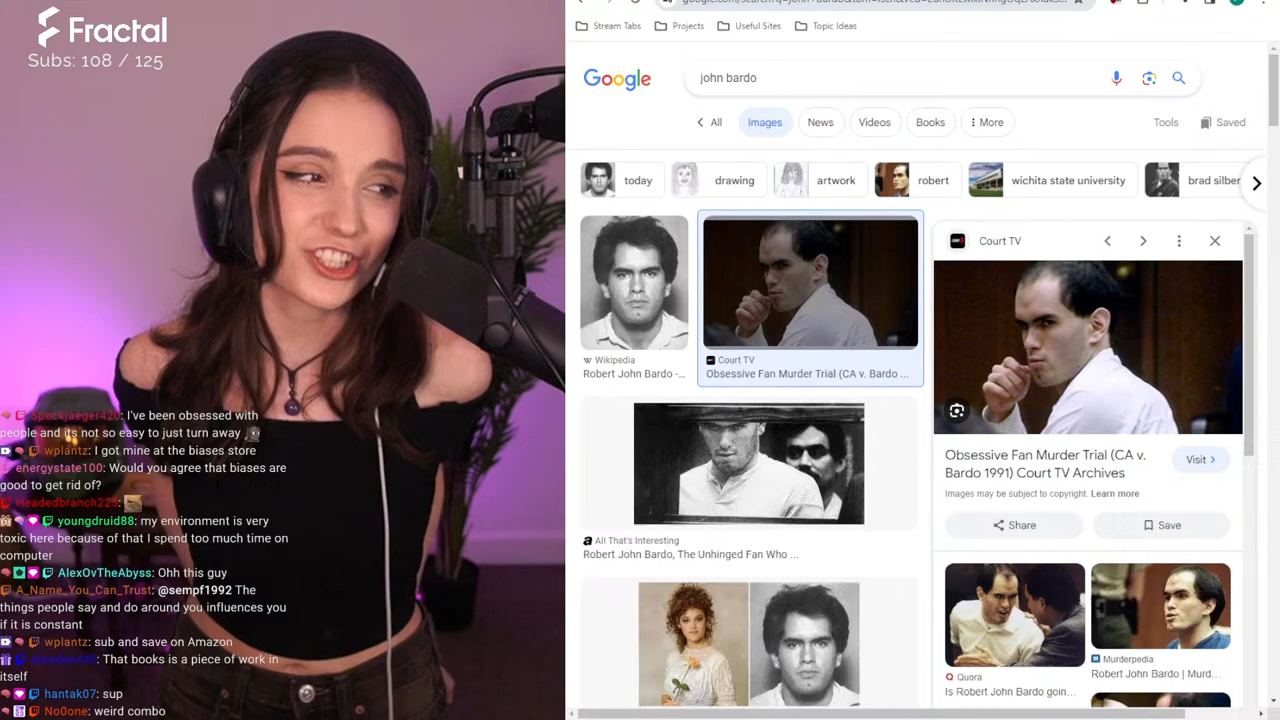 Fractal
Subs: 108 / 125
I've been obsessed with
people and its not so easy to just turn away
wplantz: I got mine at the biases store
energystate100: Would you agree that biases are
good to get rid of?
Headedbranch225:
youngdruid88: my environment is very
toxic here because of that I spend too much time on
computer
AlexOvTheAbyss: Ohh this guy
A_Name_You_Can_Trust: @sempf1992 The
things people say and do around you influences you
if it is constant
wplantz: sub and save on Amazon
That books is a piece of work in
itself
hantak07: sup
No0one: weird combo
Stream Tabs
Projects
Useful Sites
Topic Ideas
Google
john bardo
All
Images
News
Videos
Books
More
Tools
Saved
today
drawing
artwork
robert
wichita state university
brad silber
Wikipedia
Robert John Bardo -...
Court TV
Obsessive Fan Murder Trial (CA v. Bardo ...
All That's Interesting
Robert John Bardo, The Unhinged Fan Who ...
Court TV
Obsessive Fan Murder Trial (CA v.
Bardo 1991) Court TV Archives
Visit
Images may be subject to copyright. Learn more
Share
Save
Quora
Is Robert John Bardo goin...
Murderpedia
Robert John Bardo | Murd...